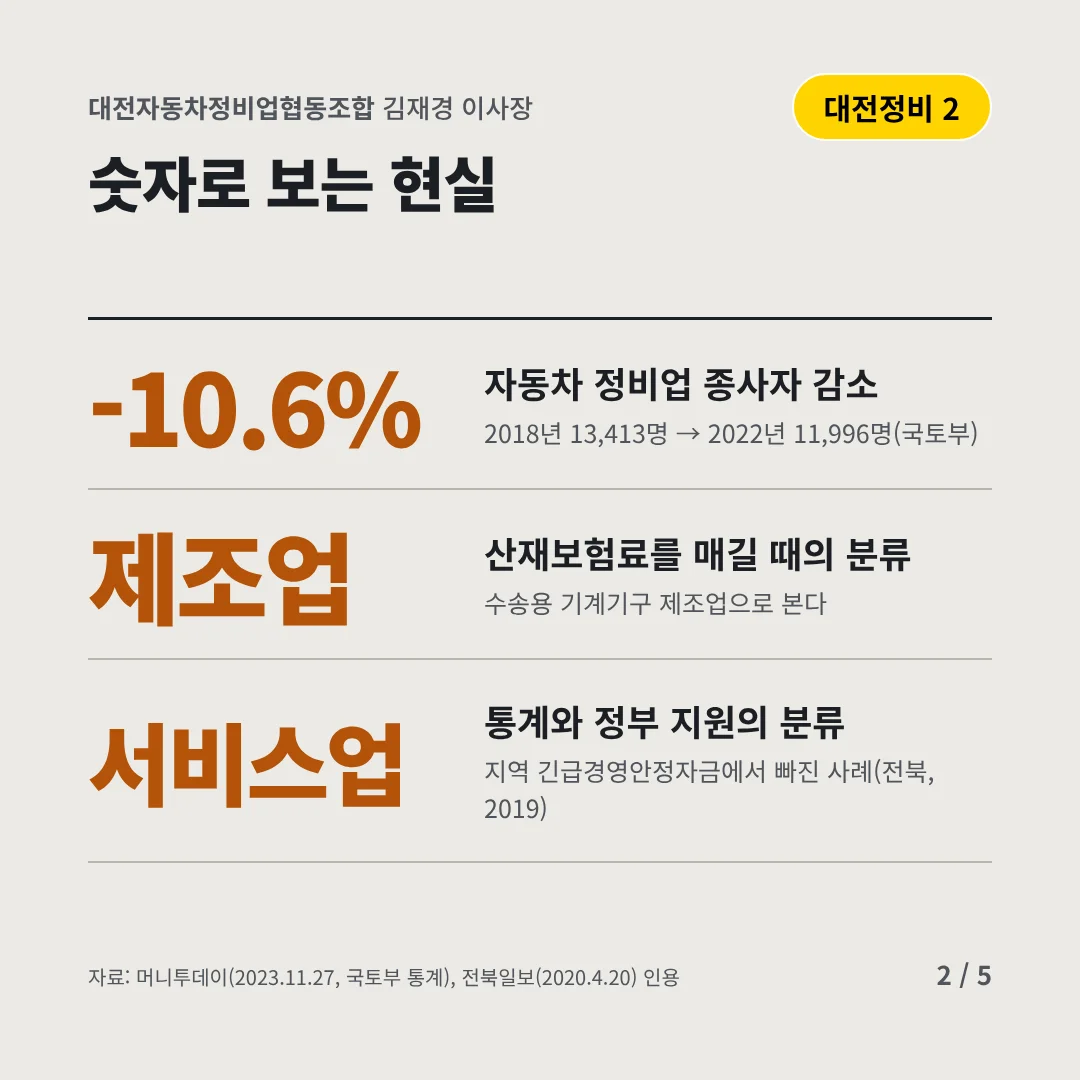 대전자동차정비업협동조합 김재경 이사장
대전정비 2
숫자로 보는 현실
-10.6%
자동차 정비업 종사자 감소
2018년 13,413명 → 2022년 11,996명(국토부)
제조업
산재보험료를 매길 때의 분류
수송용 기계기구 제조업으로 본다
서비스업
통계와 정부 지원의 분류
지역 긴급경영안정자금에서 빠진 사례(전북,
2019)
자료: 머니투데이(2023.11.27, 국토부 통계), 전북일보(2020.4.20) 인용
2 / 5